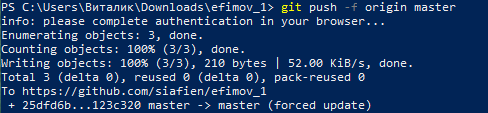 PS C:\Users\Виталик\Downloads\efimov_1> git push -f origin master
info: please complete authentication in your browser...
Enumerating objects: 3, done.
Counting objects: 100% (3/3), done.
Writing objects: 100% (3/3), 210 bytes | 52.00 KiB/s, done.
Total 3 (delta 0), reused 0 (delta 0), pack-reused 0
To https://github.com/siafien/efimov_1
 + 25dfd6b...123c320 master -> master (forced update)